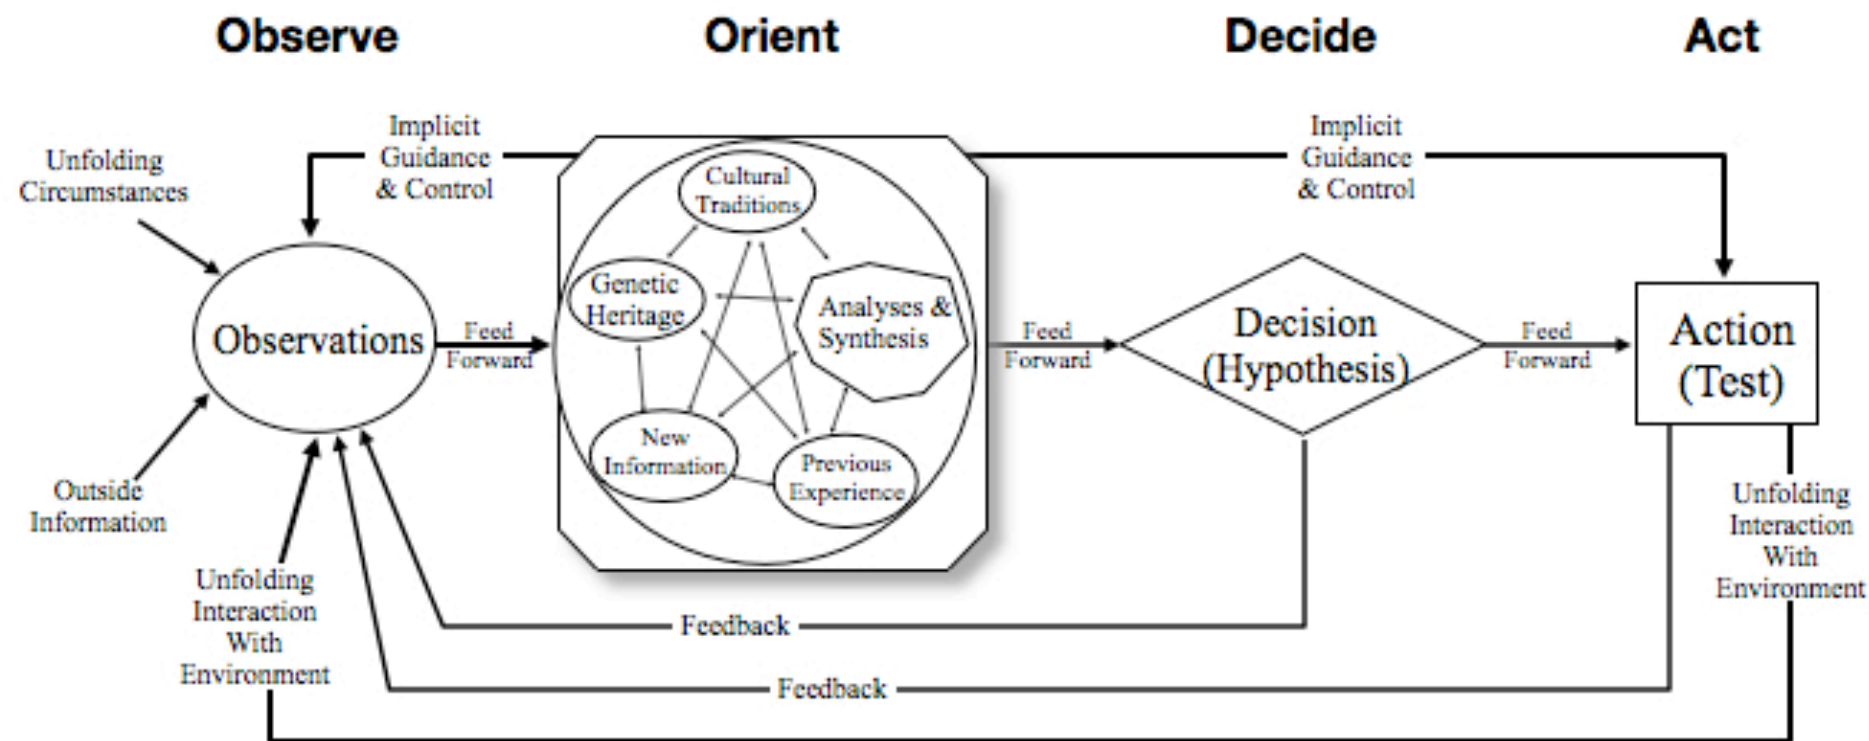 Observe
Orient
Decide
Act
Implicit
Guidance
& Control
Implicit
Guidance
& Control
Unfolding
Circumstances
Cultural
Traditions
Genetic
Heritage
Analyses &
Synthesis
Observations
Feed
Forward
Feed
Forward
Decision
(Hypothesis)
Feed
Forward
Action
(Test)
New
Information
Previous
Experience
Outside
Information
Unfolding
Interaction
With
Environment
Unfolding
Interaction
With
Environment
Feedback
Feedback